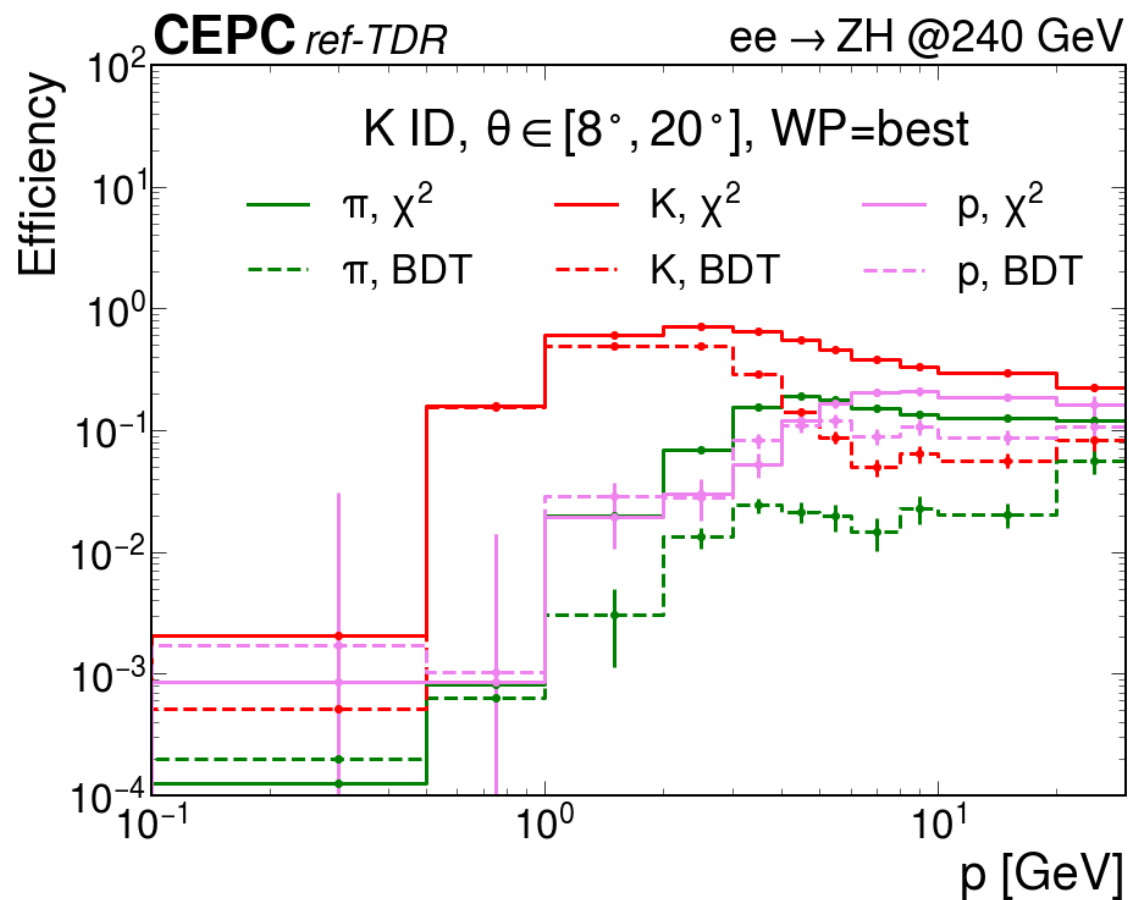 CEPC ref-TDR ee → ZH @240 GeV
K ID, θ∈[8°, 20°], WP=best
π, χ² K, χ² p, χ²
π, BDT K, BDT p, BDT
Efficiency
10²
10¹
10⁰
10⁻¹
10⁻²
10⁻³
10⁻⁴
10⁻¹ 10⁰ 10¹
p [GeV]